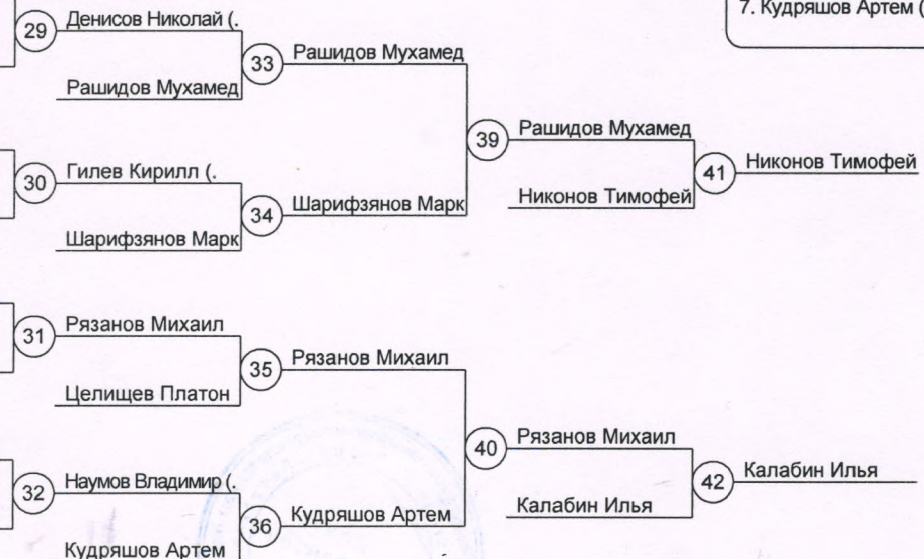 7. Кудряшов Артем (
29
Денисов Николай (.
33
Рашидов Мухамед
Рашидов Мухамед
39
Рашидов Мухамед
41
Никонов Тимофей
30
Гилев Кирилл (.
34
Шарифзянов Марк
Никонов Тимофей
Шарифзянов Марк
31
Рязанов Михаил
35
Рязанов Михаил
Целищев Платон
40
Рязанов Михаил
42
Калабин Илья
32
Наумов Владимир (.
36
Кудряшов Артем
Калабин Илья
Кудряшов Артем